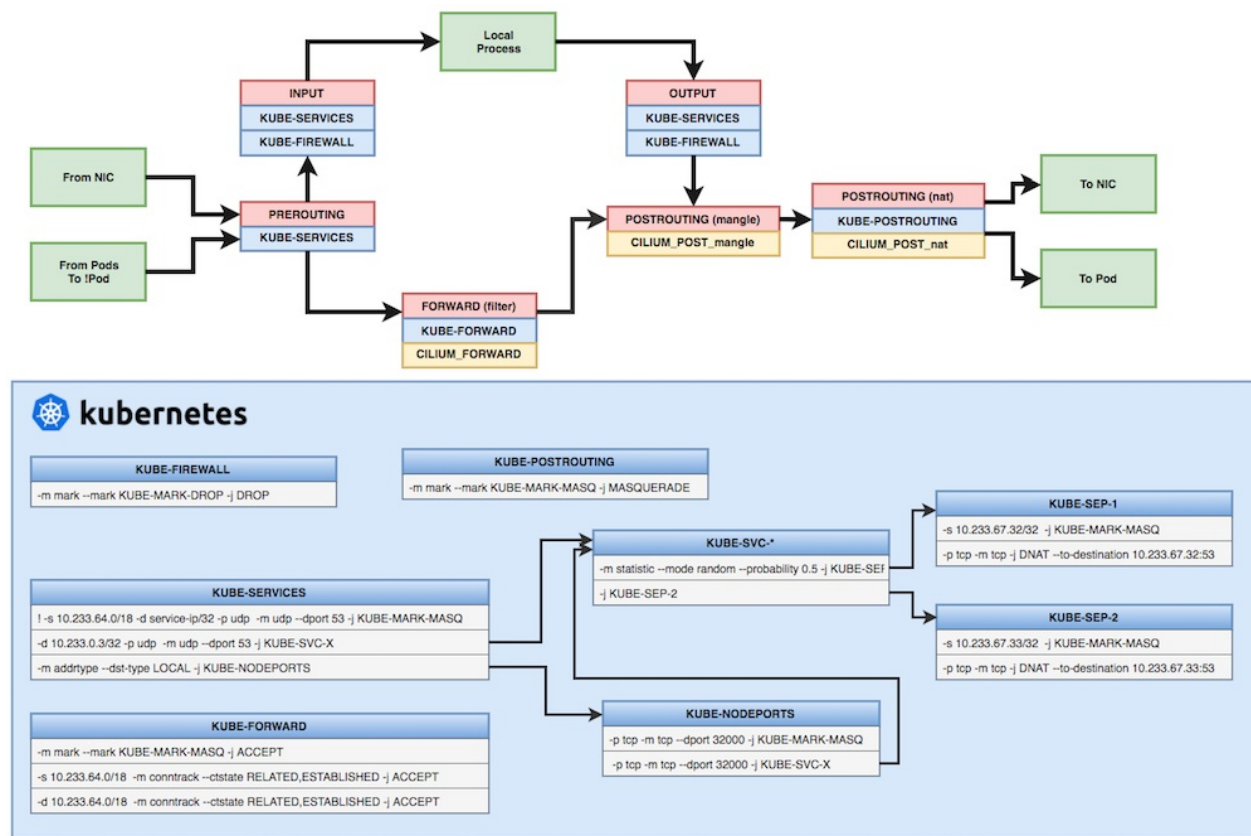 Local
Process
INPUT
KUBE-SERVICES
KUBE-FIREWALL
OUTPUT
KUBE-SERVICES
KUBE-FIREWALL
From NIC
From Pods
To !Pod
PREROUTING
KUBE-SERVICES
FORWARD (filter)
KUBE-FORWARD
CILIUM_FORWARD
POSTROUTING (mangle)
CILIUM_POST_mangle
POSTROUTING (nat)
KUBE-POSTROUTING
CILIUM_POST_nat
To NIC
To Pod
kubernetes
KUBE-FIREWALL
-m mark --mark KUBE-MARK-DROP -j DROP
KUBE-POSTROUTING
-m mark --mark KUBE-MARK-MASQ -j MASQUERADE
KUBE-SERVICES
! -s 10.233.64.0/18 -d service-ip/32 -p udp -m udp --dport 53 -j KUBE-MARK-MASQ
-d 10.233.0.3/32 -p udp -m udp --dport 53 -j KUBE-SVC-X
-m addrtype --dst-type LOCAL -j KUBE-NODEPORTS
KUBE-SVC-*
-m statistic --mode random --probability 0.5 -j KUBE-SEP
-j KUBE-SEP-2
KUBE-SEP-1
-s 10.233.67.32/32 -j KUBE-MARK-MASQ
-p tcp -m tcp -j DNAT --to-destination 10.233.67.32:53
KUBE-SEP-2
-s 10.233.67.33/32 -j KUBE-MARK-MASQ
-p tcp -m tcp -j DNAT --to-destination 10.233.67.33:53
KUBE-NODEPORTS
-p tcp -m tcp --dport 32000 -j KUBE-MARK-MASQ
-p tcp -m tcp --dport 32000 -j KUBE-SVC-X
KUBE-FORWARD
-m mark --mark KUBE-MARK-MASQ -j ACCEPT
-s 10.233.64.0/18 -m conntrack --ctstate RELATED,ESTABLISHED -j ACCEPT
-d 10.233.64.0/18 -m conntrack --ctstate RELATED,ESTABLISHED -j ACCEPT